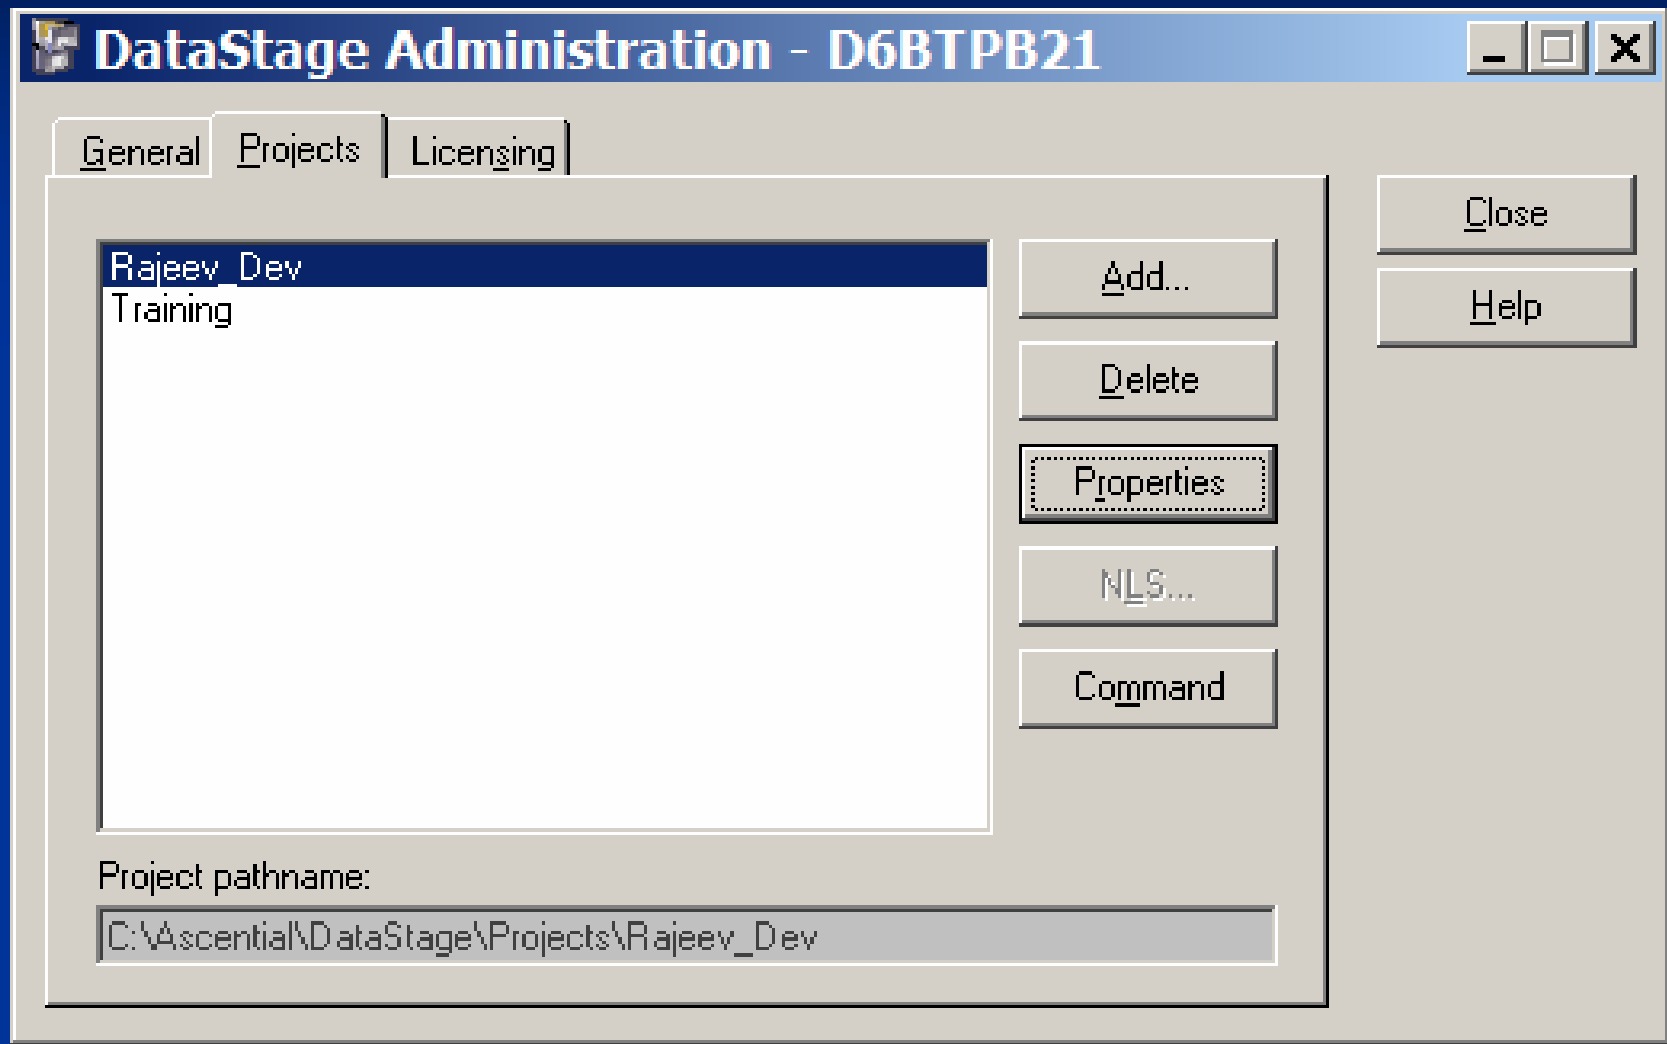 DataStage Administration - D6BTPB21
General Projects Licensing
Close
Help
Rajeev_Dev
Training
Add...
Delete
Properties
NLS...
Command
Project pathname:
C:\Ascential\DataStage\Projects\Rajeev_Dev